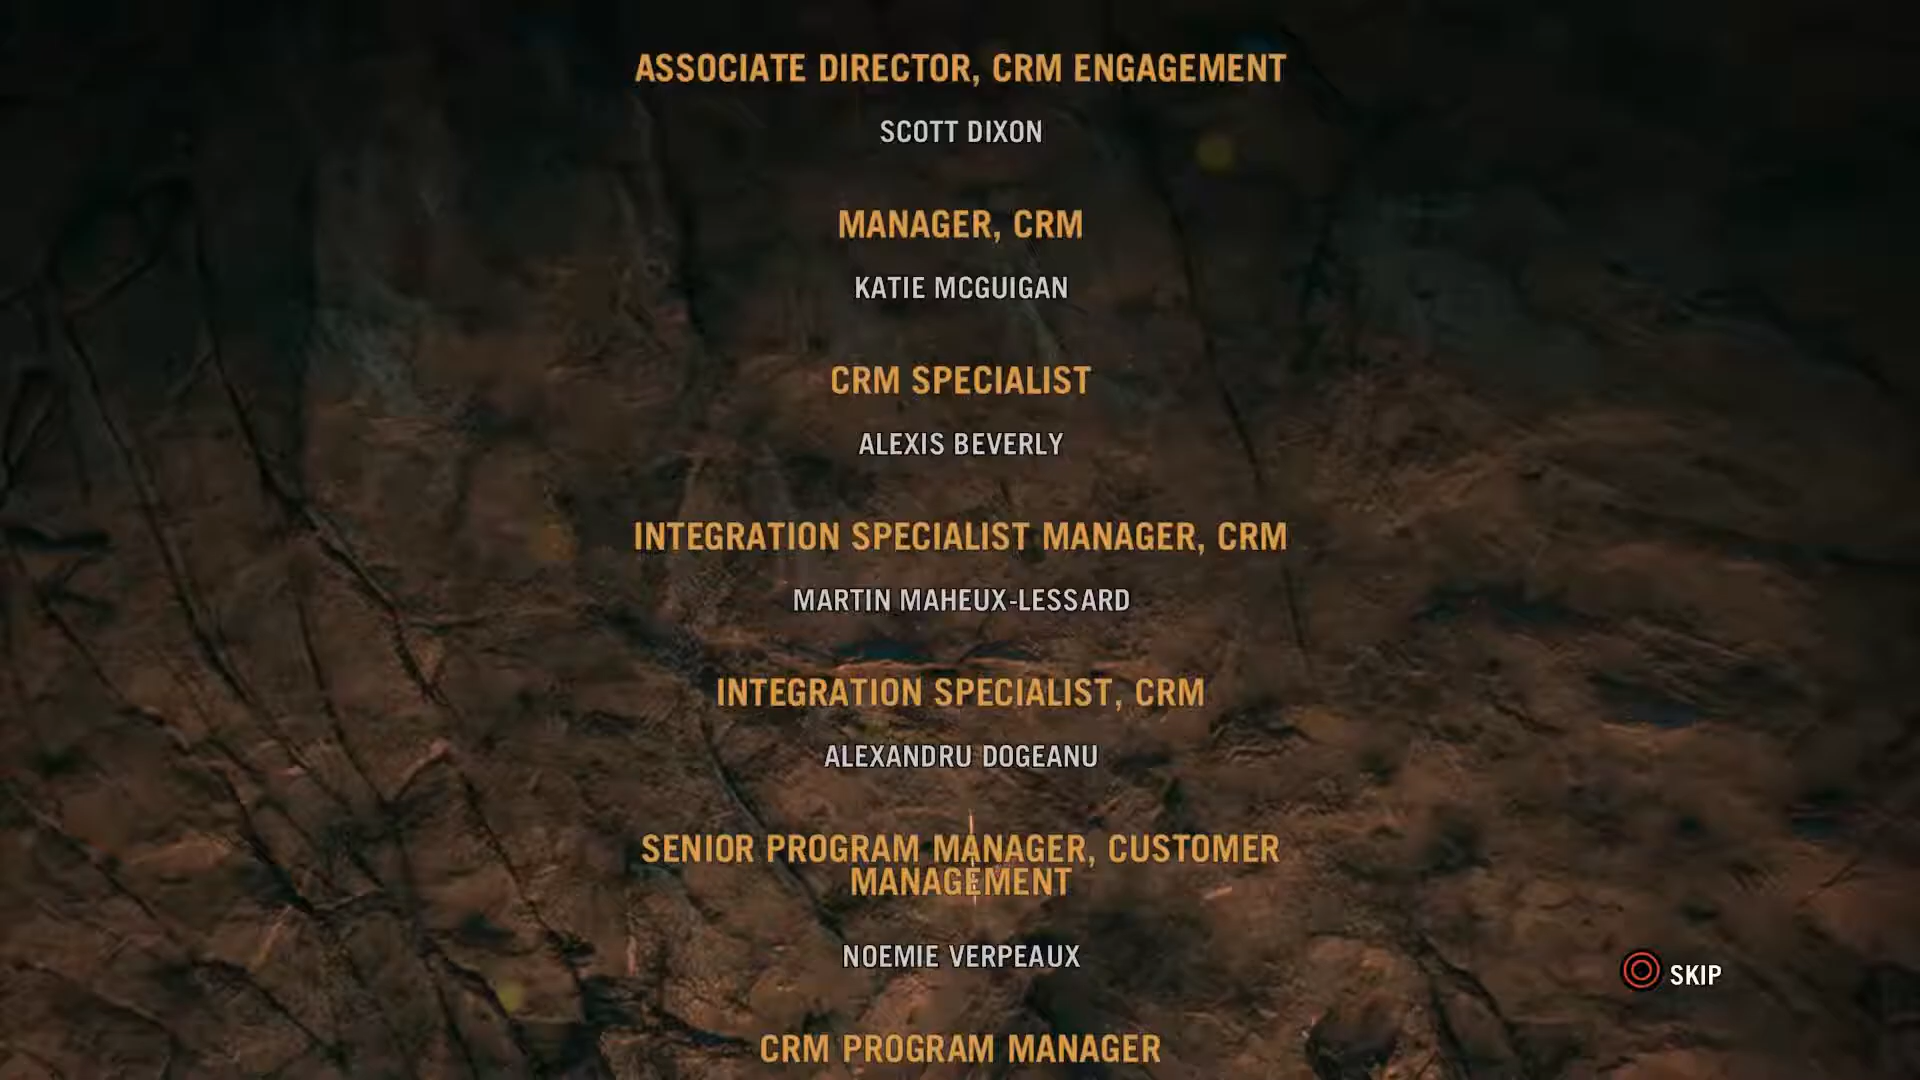 ASSOCIATE DIRECTOR, CRM ENGAGEMENT
SCOTT DIXON
MANAGER, CRM
KATIE MCGUIGAN
CRM SPECIALIST
ALEXIS BEVERLY
INTEGRATION SPECIALIST MANAGER, CRM
MARTIN MAHEUX-LESSARD
INTEGRATION SPECIALIST, CRM
ALEXANDRU DOGEANU
SENIOR PROGRAM MANAGER, CUSTOMER
MANAGEMENT
NOEMIE VERPEAUX
SKIP
CRM PROGRAM MANAGER